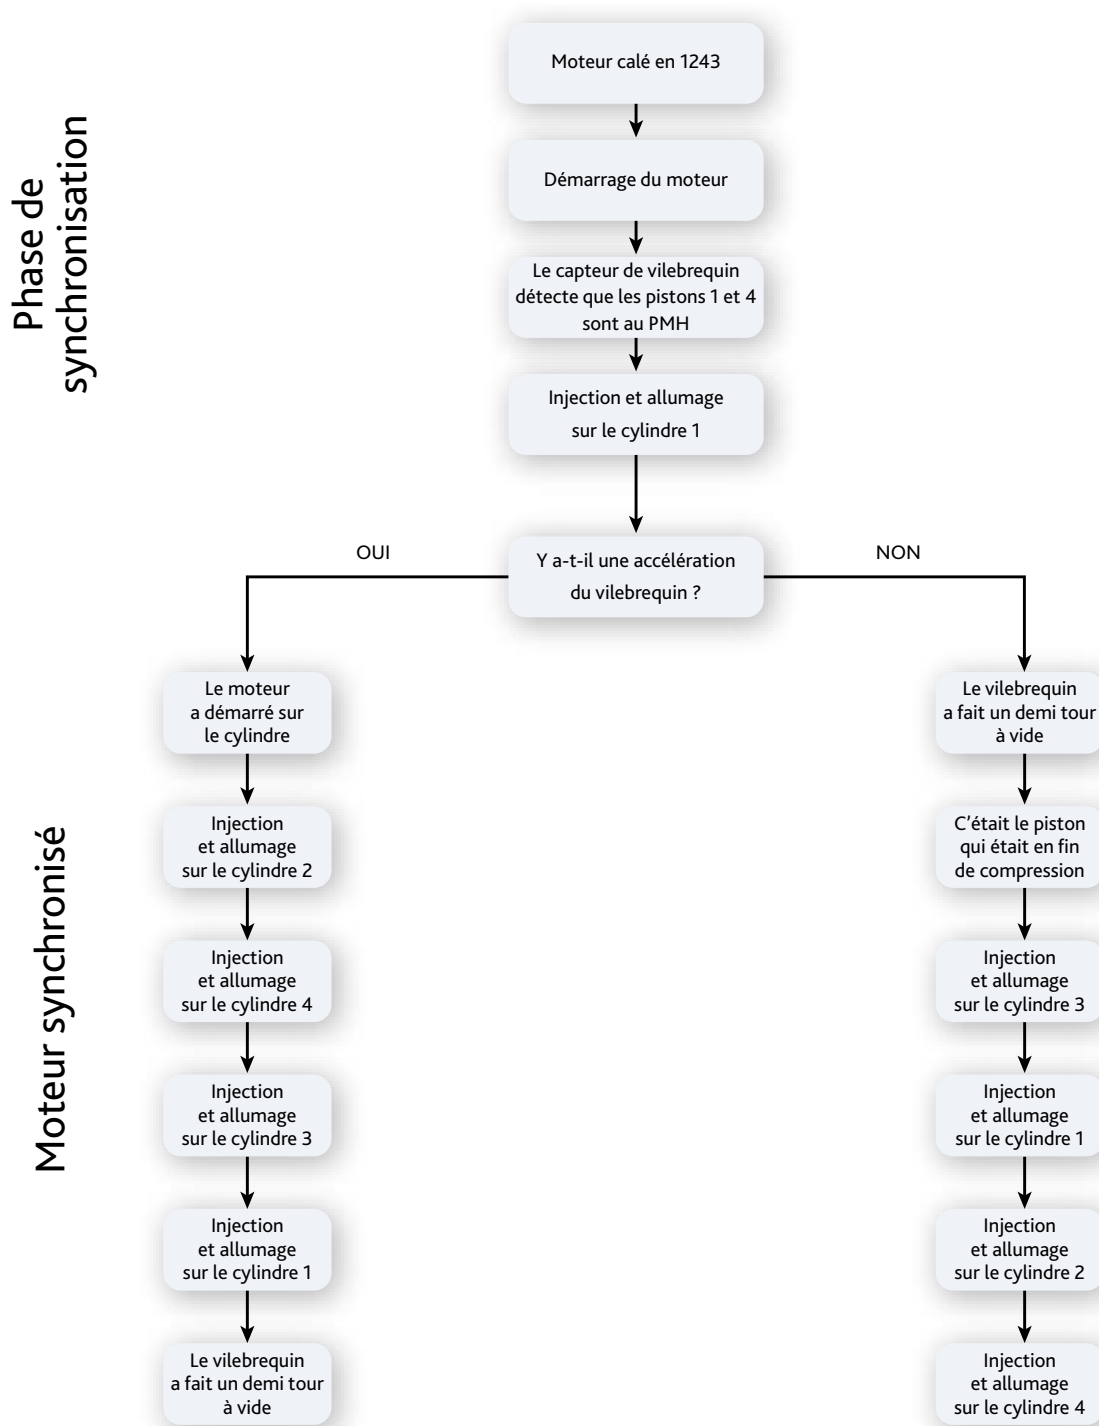 Phase de
synchronisation
Moteur calé en 1243
Démarrage du moteur
Le capteur de vilebrequin
détecte que les pistons 1 et 4
sont au PMH
Injection et allumage
sur le cylindre 1
Y a-t-il une accélération
du vilebrequin ?
OUI
NON
Moteur synchronisé
Le moteur
a démarré sur
le cylindre
Injection
et allumage
sur le cylindre 2
Injection
et allumage
sur le cylindre 4
Injection
et allumage
sur le cylindre 3
Injection
et allumage
sur le cylindre 1
Le vilebrequin
a fait un demi tour
à vide
Le vilebrequin
a fait un demi tour
à vide
C’était le piston
qui était en fin
de compression
Injection
et allumage
sur le cylindre 3
Injection
et allumage
sur le cylindre 1
Injection
et allumage
sur le cylindre 2
Injection
et allumage
sur le cylindre 4